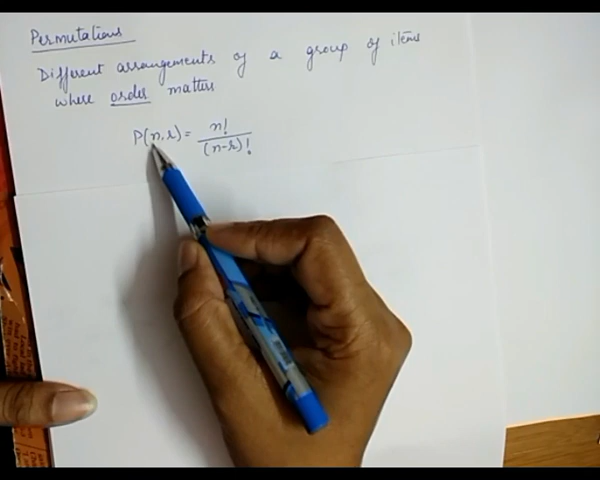 Permutations
Different arrangements of a group of items
where order matters
P(n,r) = n! / (n-r)!